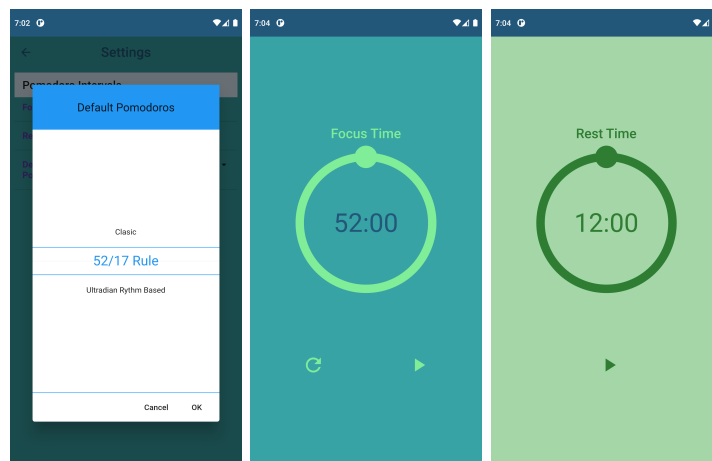 7:02
Settings
Pomodoro Intervals
Default Pomodoros
Clasic
52/17 Rule
Ultradian Rythm Based
Cancel OK
7:04
Focus Time
52:00
7:04
Rest Time
12:00